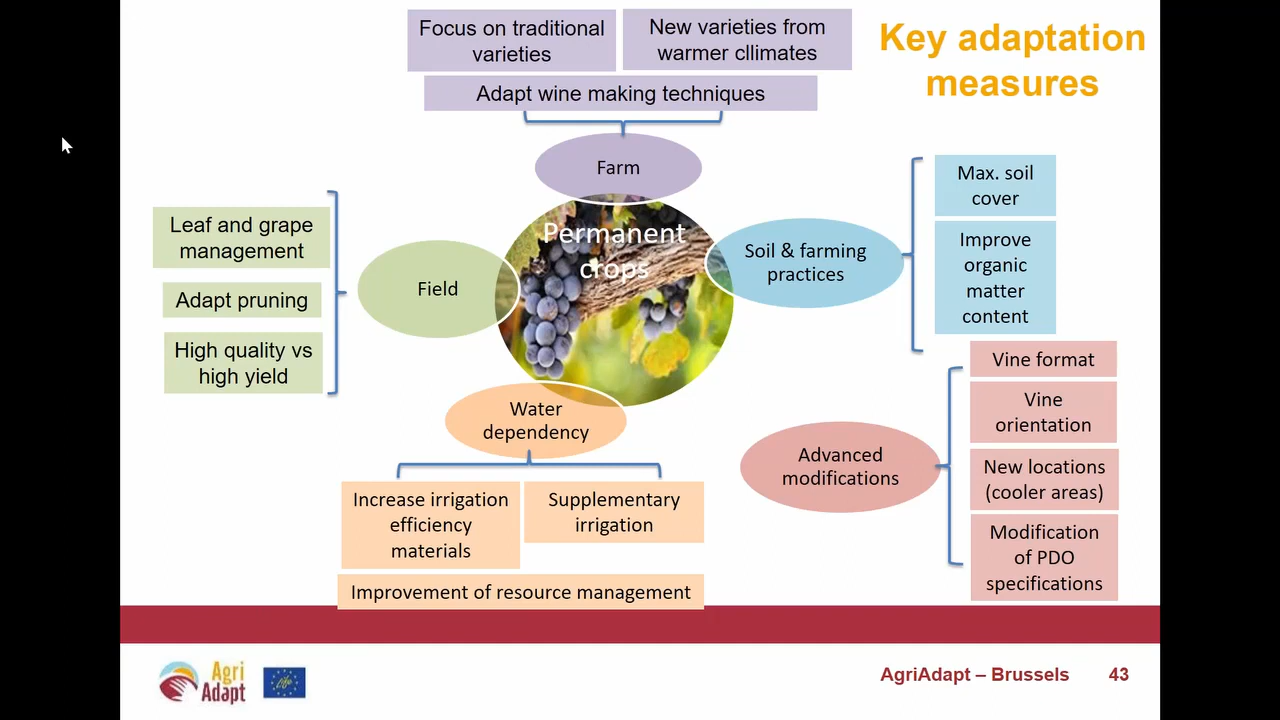 Focus on traditional
varieties
New varieties from
warmer cllimates
Key adaptation
measures
Adapt wine making techniques
Farm
Permanent
crops
Leaf and grape
management
Adapt pruning
High quality vs
high yield
Field
Soil & farming
practices
Max. soil
cover
Improve
organic
matter
content
Water
dependency
Increase irrigation
efficiency
materials
Supplementary
irrigation
Improvement of resource management
Advanced
modifications
Vine format
Vine
orientation
New locations
(cooler areas)
Modification
of PDO
specifications
Agri
Adapt
Life
AgriAdapt – Brussels
43